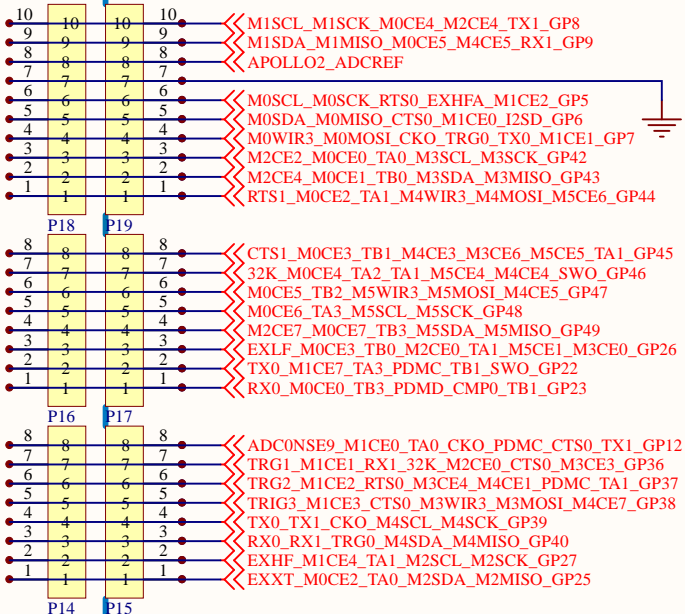 10 10 10 10 M1SCL_M1SCK_M0CE4_M2CE4_TX1_GP8
9 9 9 9 M1SDA_M1MISO_M0CE5_M4CE5_RX1_GP9
8 8 8 8 APOLLO2_ADCREF
7 7 7 7
6 6 6 6 M0SCL_M0SCK_RTS0_EXHFA_M1CE2_GP5
5 5 5 5 M0SDA_M0MISO_CTS0_M1CE0_I2SD_GP6
4 4 4 4 M0WIR3_M0MOSI_CKO_TRG0_TX0_M1CE1_GP7
3 3 3 3 M2CE2_M0CE0_TA0_M3SCL_M3SCK_GP42
2 2 2 2 M2CE4_M0CE1_TB0_M3SDA_M3MISO_GP43
1 1 1 1 RTS1_M0CE2_TA1_M4WIR3_M4MOSI_M5CE6_GP44
P18 P19
8 8 8 8 CTS1_M0CE3_TB1_M4CE3_M3CE6_M5CE5_TA1_GP45
7 7 7 7 32K_M0CE4_TA2_TA1_M5CE4_M4CE4_SWO_GP46
6 6 6 6 M0CE5_TB2_M5WIR3_M5MOSI_M4CE5_GP47
5 5 5 5 M0CE6_TA3_M5SCL_M5SCK_GP48
4 4 4 4 M2CE7_M0CE7_TB3_M5SDA_M5MISO_GP49
3 3 3 3 EXLF_M0CE3_TB0_M2CE0_TA1_M5CE1_M3CE0_GP26
2 2 2 2 TX0_M1CE7_TA3_PDMC_TB1_SWO_GP22
1 1 1 1 RX0_M0CE0_TB3_PDMD_CMP0_TB1_GP23
P16 P17
8 8 8 8 ADC0NSE9_M1CE0_TA0_CKO_PDMC_CTS0_TX1_GP12
7 7 7 7 TRG1_M1CE1_RX1_32K_M2CE0_CTS0_M3CE3_GP36
6 6 6 6 TRG2_M1CE2_RTS0_M3CE4_M4CE1_PDMC_TA1_GP37
5 5 5 5 TRIG3_M1CE3_CTS0_M3WIR3_M3MOSI_M4CE7_GP38
4 4 4 4 TX0_TX1_CKO_M4SCL_M4SCK_GP39
3 3 3 3 RX0_RX1_TRG0_M4SDA_M4MISO_GP40
2 2 2 2 EXHF_M1CE4_TA1_M2SCL_M2SCK_GP27
1 1 1 1 EXXT_M0CE2_TA0_M2SDA_M2MISO_GP25
P14 P15